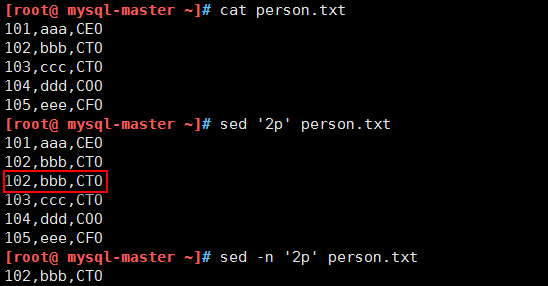 [root@ mysql-master ~]# cat person.txt
101,aaa,CEO
102,bbb,CTO
103,ccc,CTO
104,ddd,COO
105,eee,CFO
[root@ mysql-master ~]# sed '2p' person.txt
101,aaa,CEO
102,bbb,CTO
102,bbb,CTO
103,ccc,CTO
104,ddd,COO
105,eee,CFO
[root@ mysql-master ~]# sed -n '2p' person.txt
102,bbb,CTO